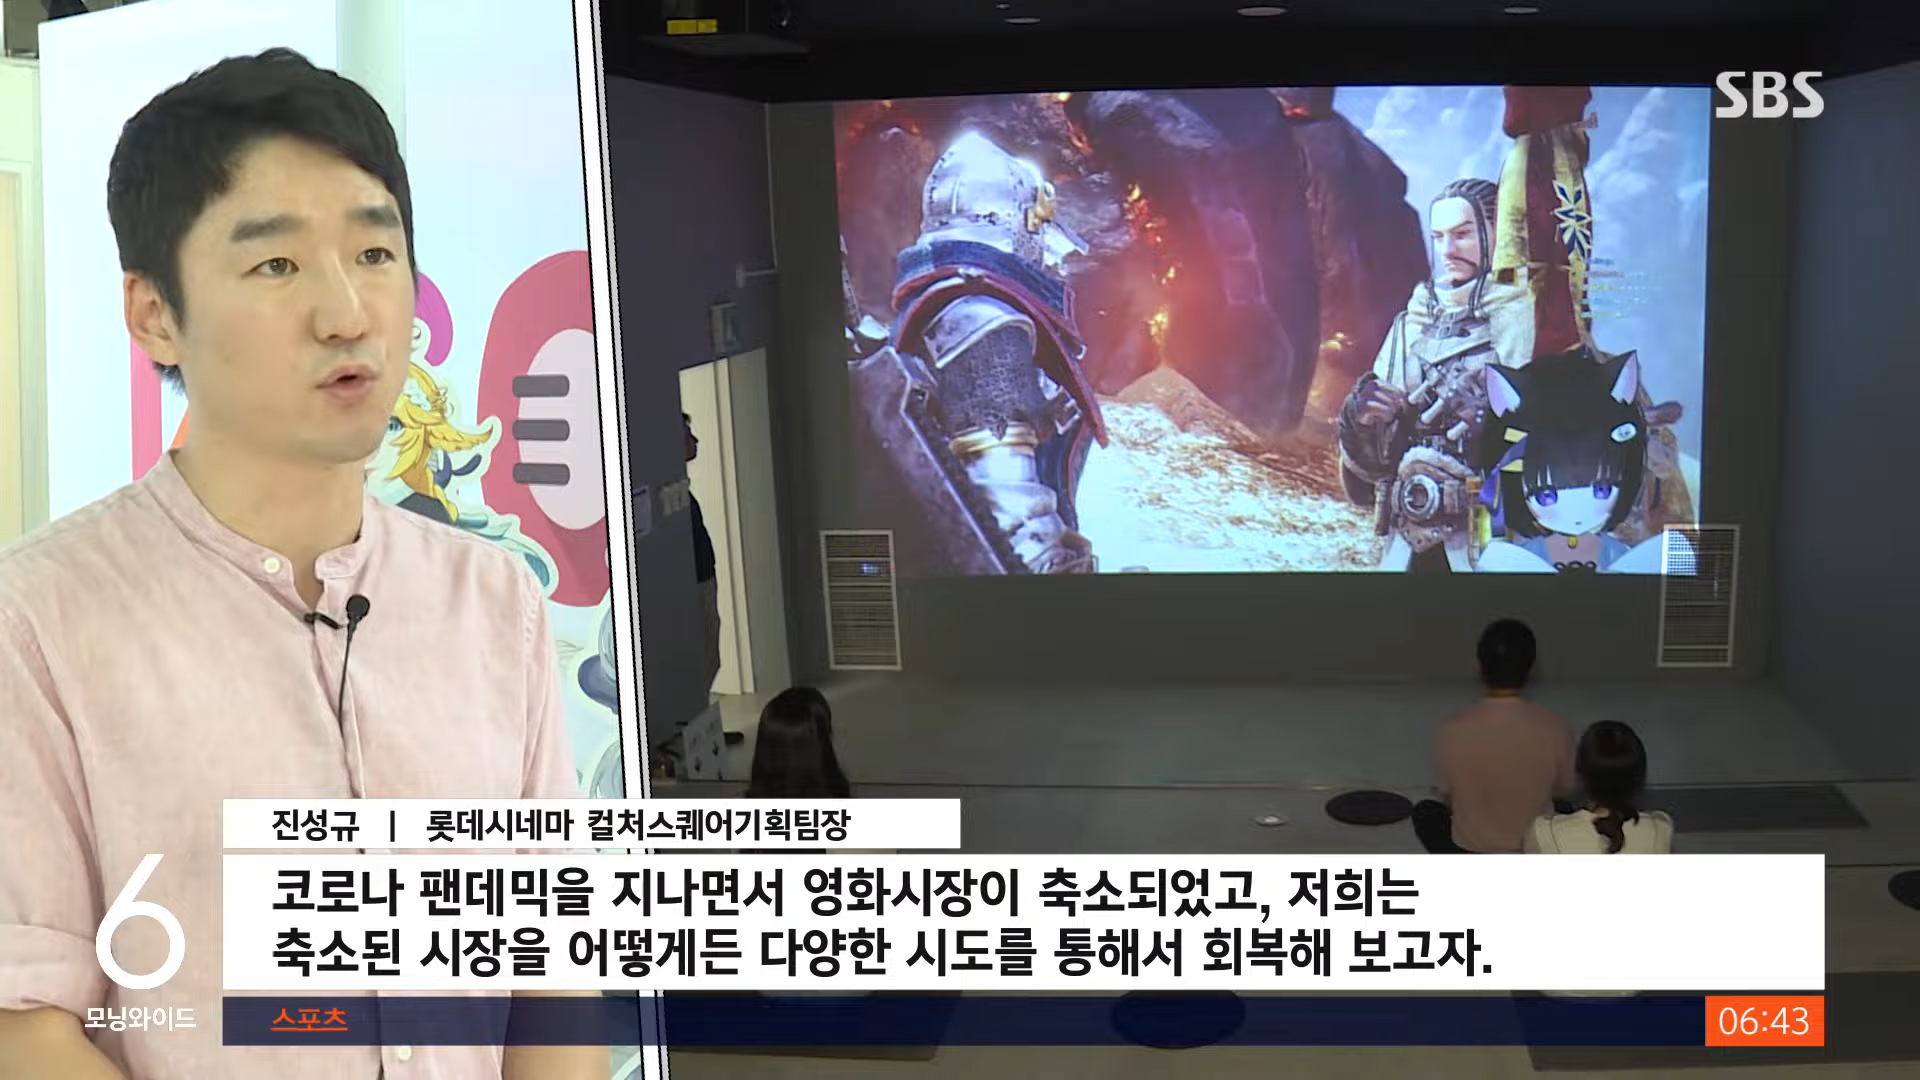 SBS
진성규 | 롯데시네마 컬처스퀘어기획팀장
코로나 팬데믹을 지나면서 영화시장이 축소되었고, 저희는
축소된 시장을 어떻게든 다양한 시도를 통해서 회복해 보고자.
6
모닝와이드
스포츠
06:43